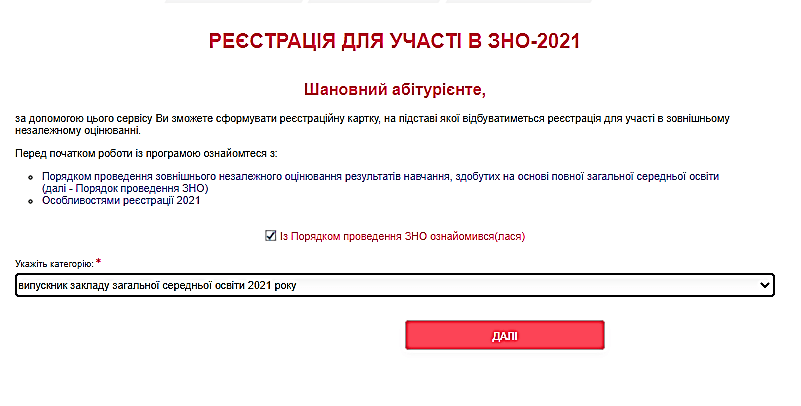 РЕЄСТРАЦІЯ ДЛЯ УЧАСТІ В ЗНО-2021
Шановний абітурієнте,
за допомогою цього сервісу Ви зможете сформувати реєстраційну картку, на підставі якої відбуватиметься реєстрація для участі в зовнішньому
незалежному оцінюванні.
Перед початком роботи із програмою ознайомтеся з:
Порядком проведення зовнішнього незалежного оцінювання результатів навчання, здобутих на основі повної загальної середньої освіти
(далі - Порядок проведення ЗНО)
Особливостями реєстрації 2021
Із Порядком проведення ЗНО ознайомився(лася)
Укажіть категорію: *
випускник закладу загальної середньої освіти 2021 року
ДАЛІ